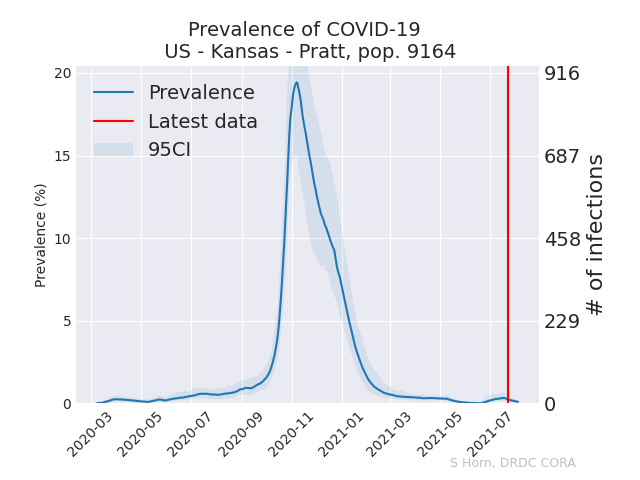 Prevalence of COVID-19
US - Kansas - Pratt, pop. 9164
Prevalence
Latest data
95CI
Prevalence (%)
20
15
10
5
0
916
687
458
229
0
# of infections
2020-03
2020-05
2020-07
2020-09
2020-11
2021-01
2021-03
2021-05
2021-07
S Horn, DRDC CORA